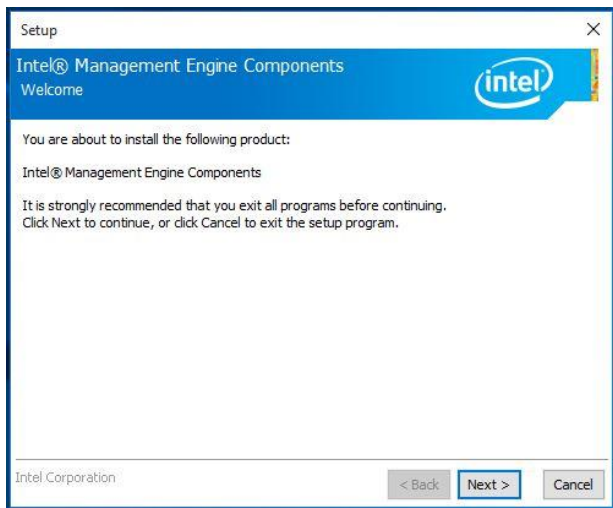 Setup
Intel® Management Engine Components
Welcome
intel
You are about to install the following product:
Intel® Management Engine Components
It is strongly recommended that you exit all programs before continuing.
Click Next to continue, or click Cancel to exit the setup program.
Intel Corporation
< Back
Next >
Cancel